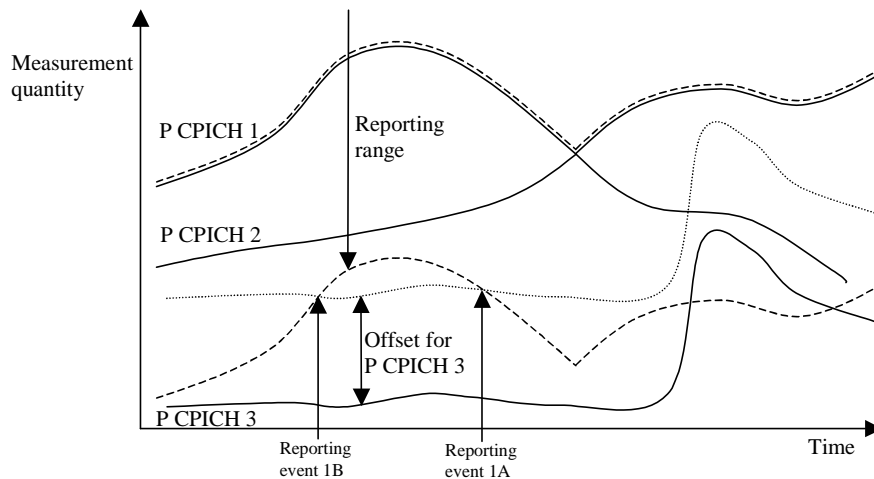 Measurement
quantity
P CPICH 1
Reporting
range
P CPICH 2
Offset for
P CPICH 3
P CPICH 3
Time
Reporting
event 1B
Reporting
event 1A